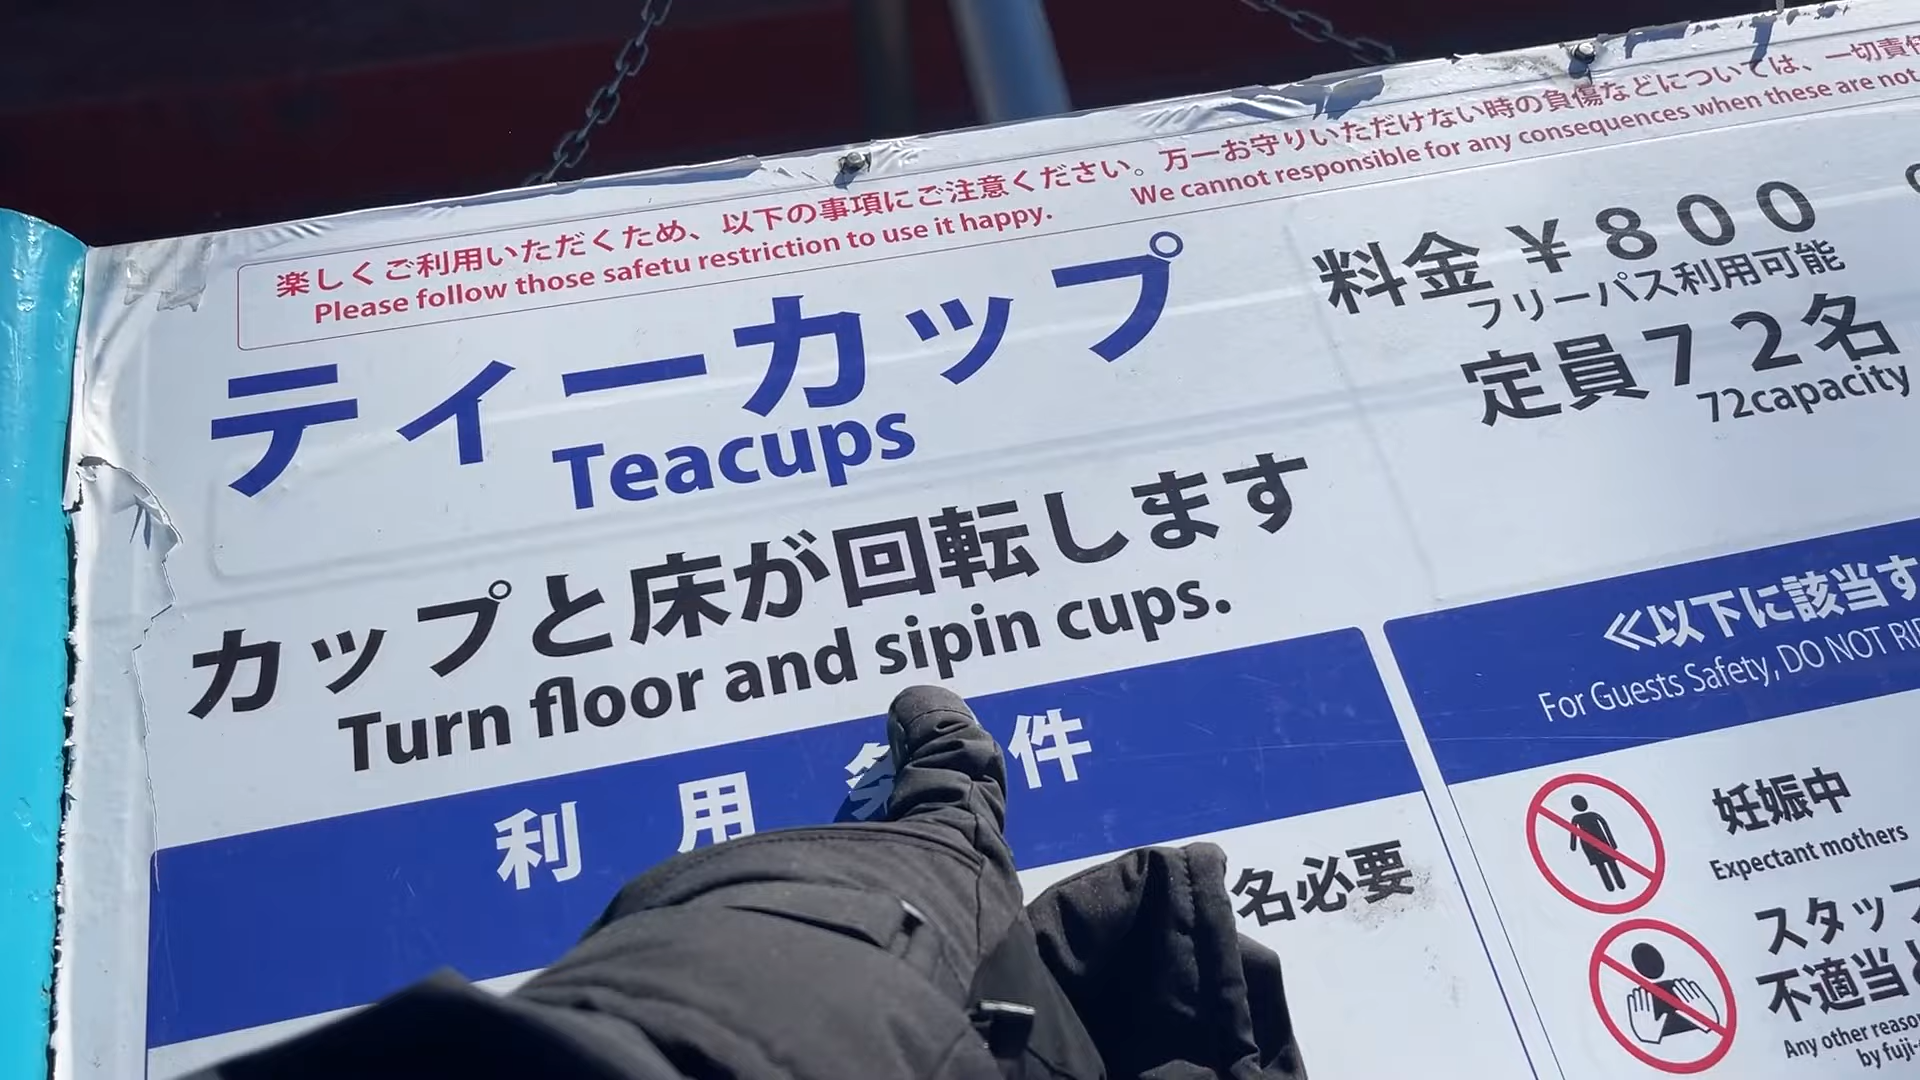 楽しくご利用いただくため、以下の事項にご注意ください。万一お守りいただけない時の負傷などについては、一切責任
Please follow those safetu restriction to use it happy. We cannot responsible for any consequences when these are not
ティーカップ
Teacups
料金￥800
フリーパス利用可能
定員72名
72capacity
カップと床が回転します
Turn floor and sipin cups.
利用条件
名必要
≪以下に該当す
For Guests Safety, DO NOT RI
妊娠中
Expectant mothers
スタッフ
不適当と
Any other reaso
by fuji-